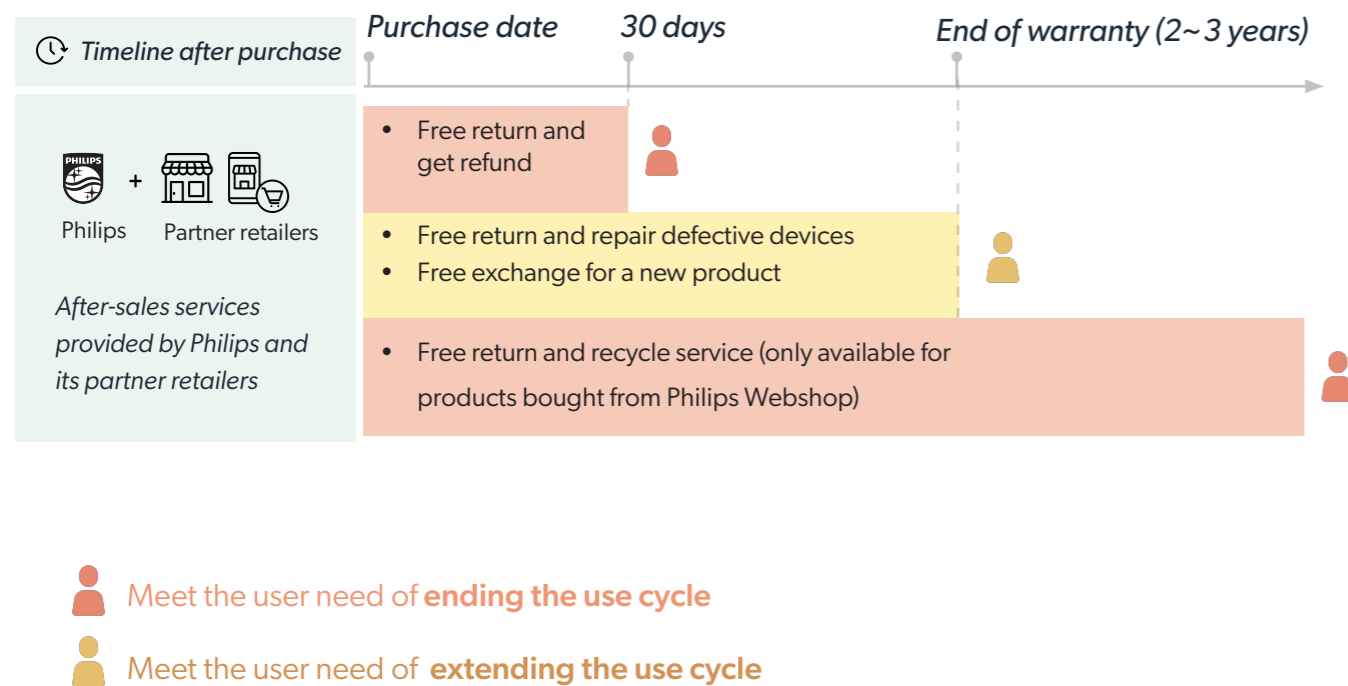 Timeline after purchase
Purchase date
30 days
End of warranty (2~3 years)
PHILIPS
+
Philips
Partner retailers
After-sales services
provided by Philips and
its partner retailers
• Free return and
get refund
• Free return and repair defective devices
• Free exchange for a new product
• Free return and recycle service (only available for
products bought from Philips Webshop)
Meet the user need of ending the use cycle
Meet the user need of extending the use cycle